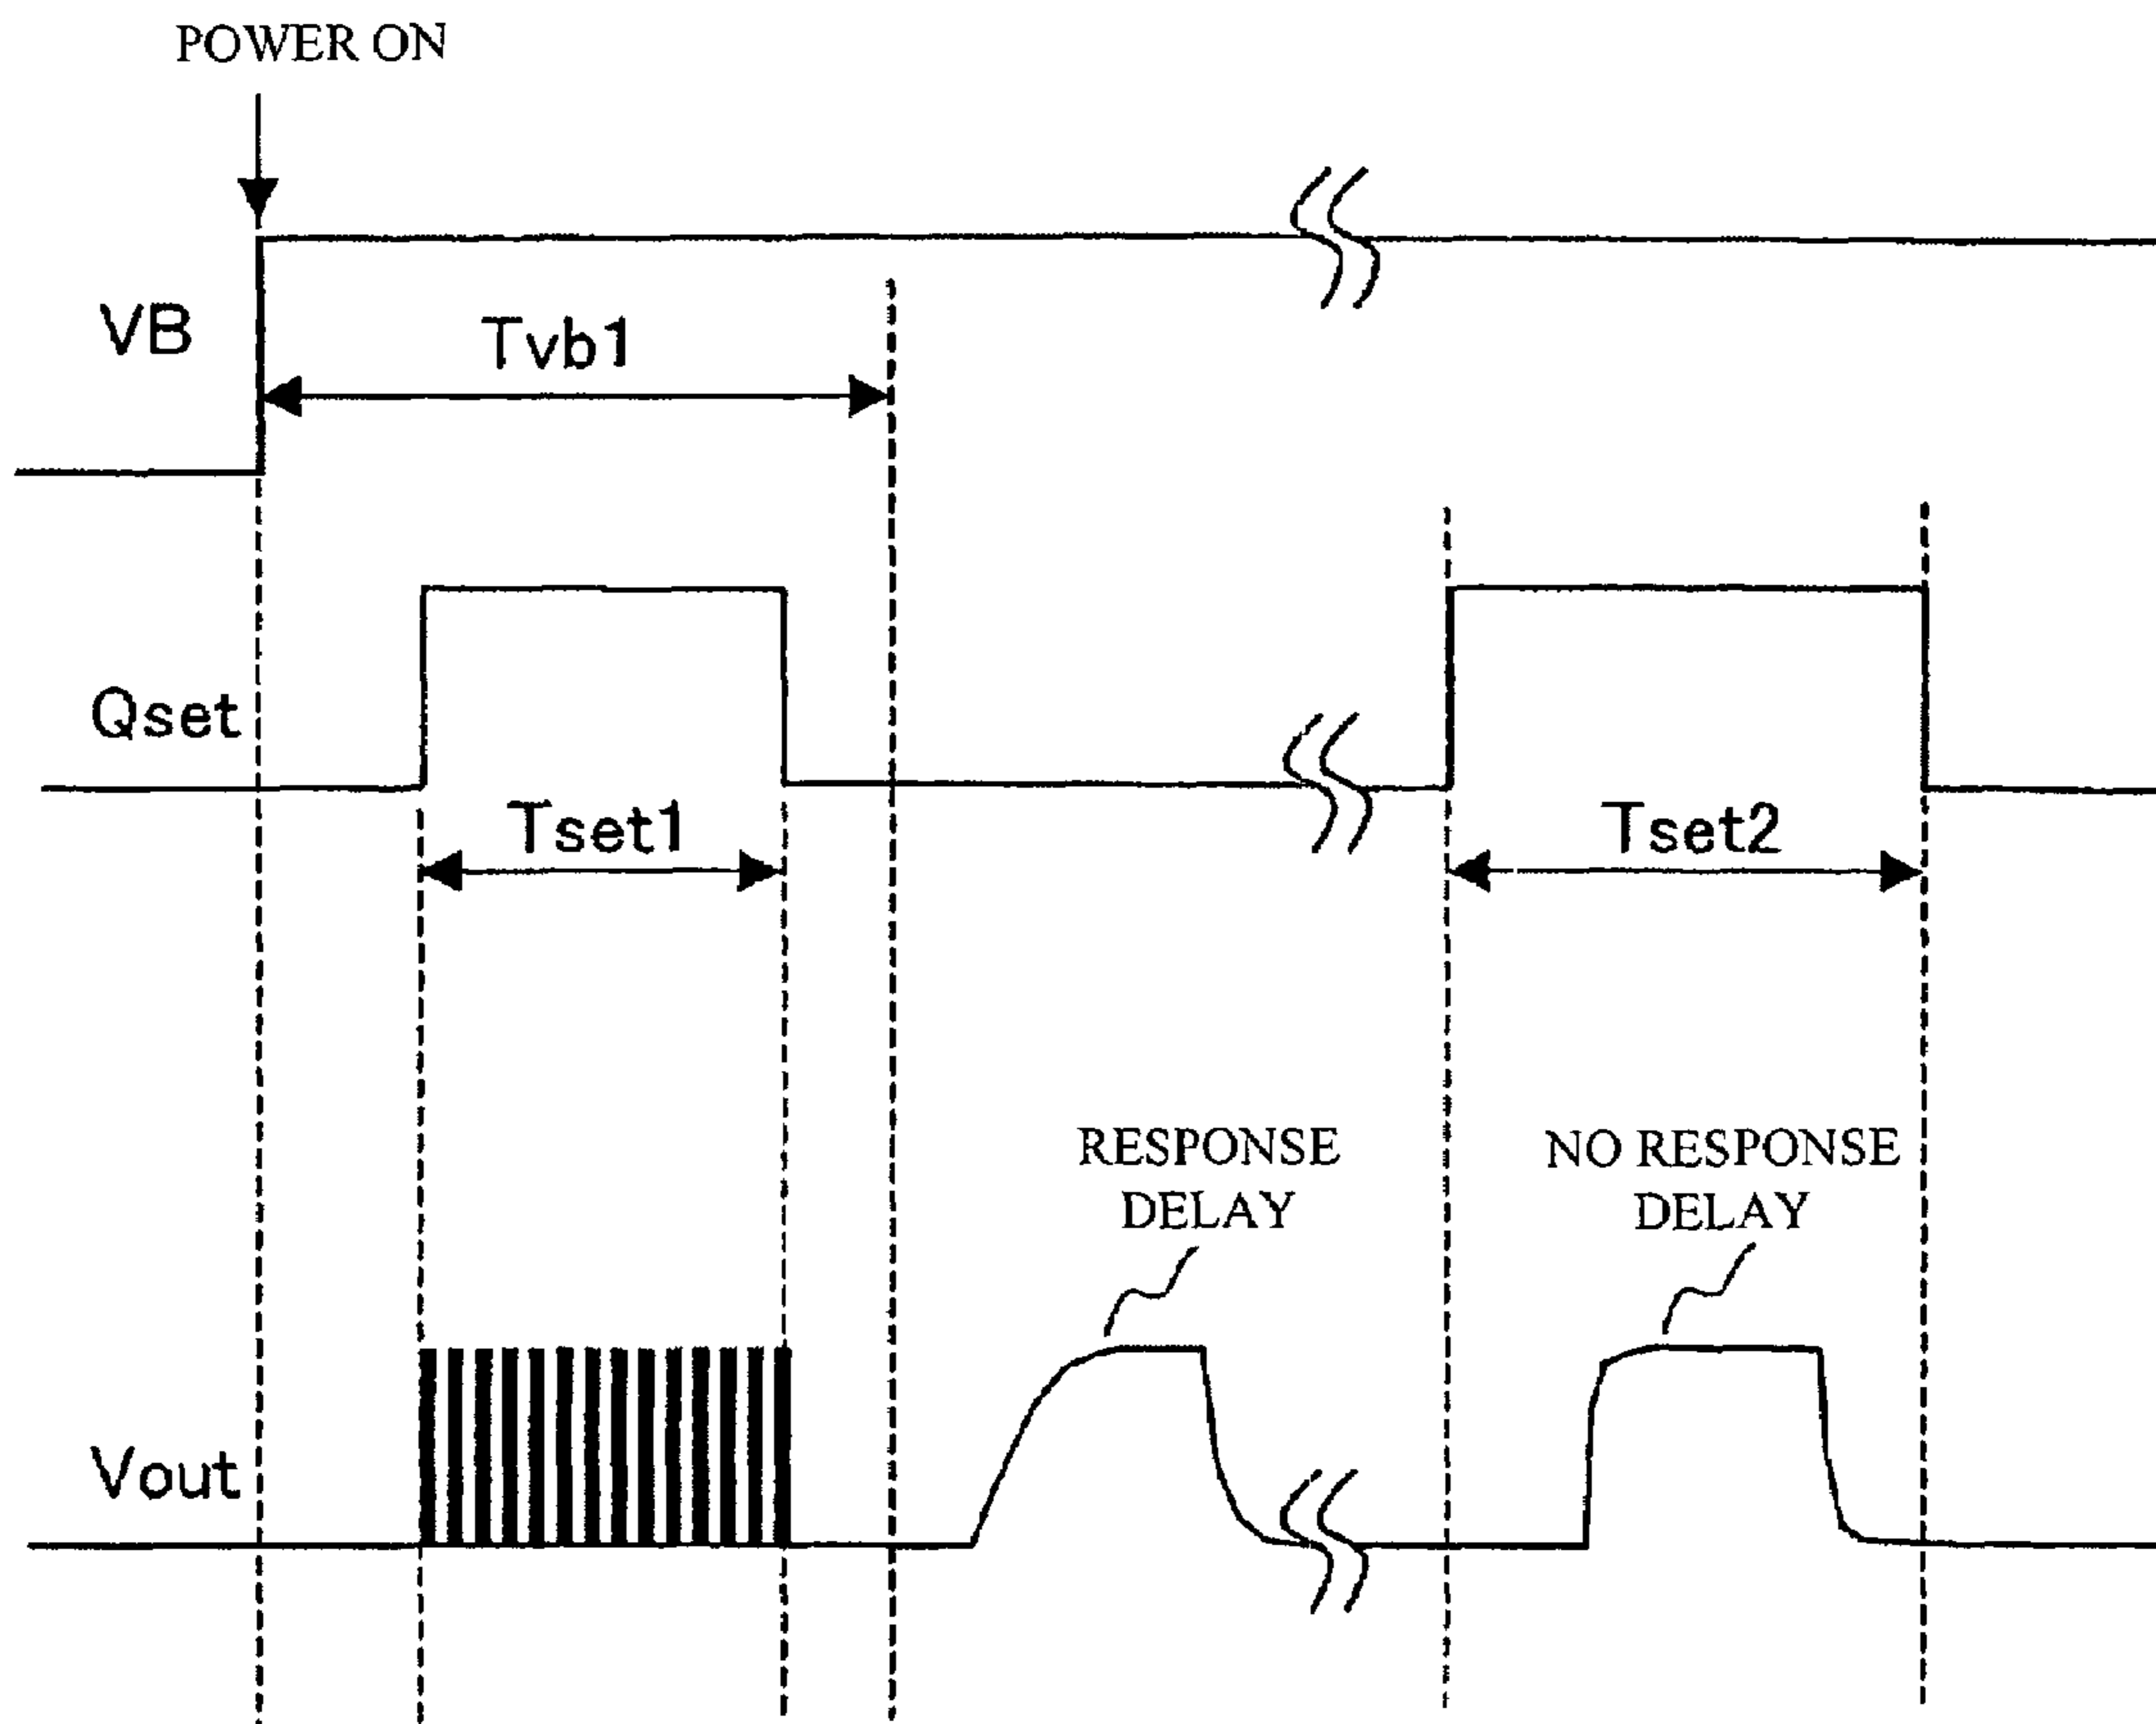 POWER ON
VB
Tvb1
Qset
Tset1
Tset2
RESPONSE
DELAY
NO RESPONSE
DELAY
Vout